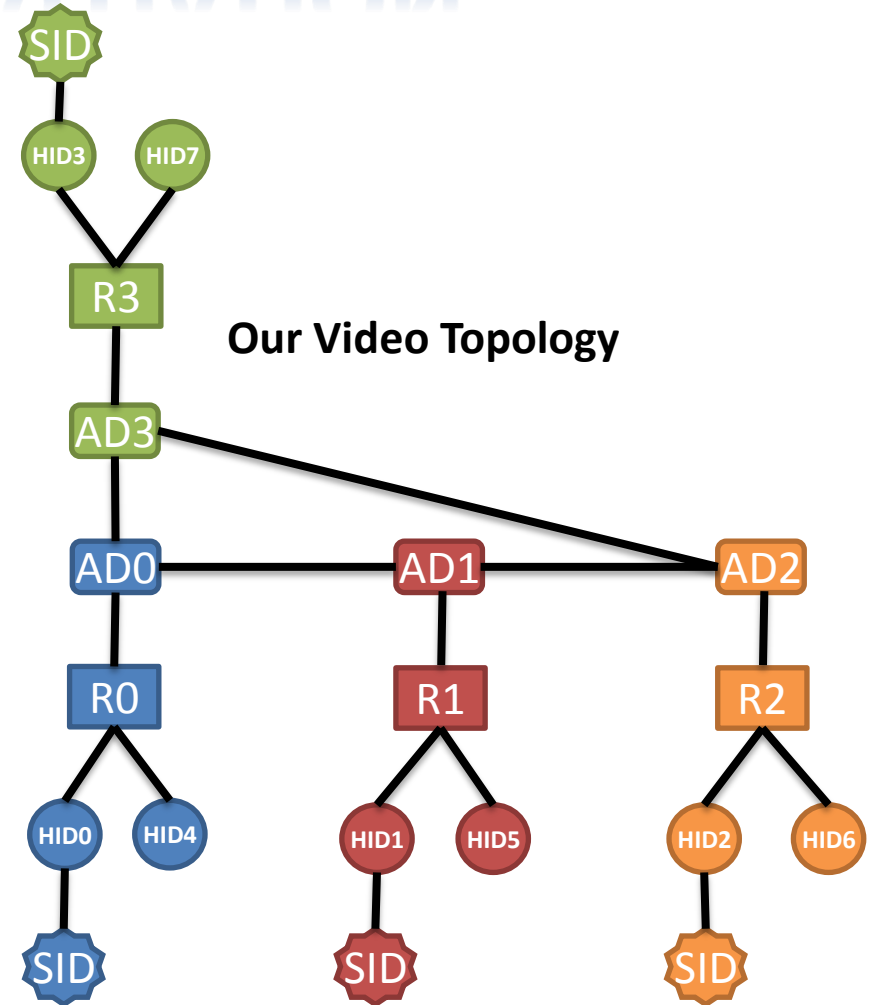 SID
HID3 HID7
R3
Our Video Topology
AD3
AD0 AD1 AD2
R0 R1 R2
HID0 HID4 HID1 HID5 HID2 HID6
SID SID SID